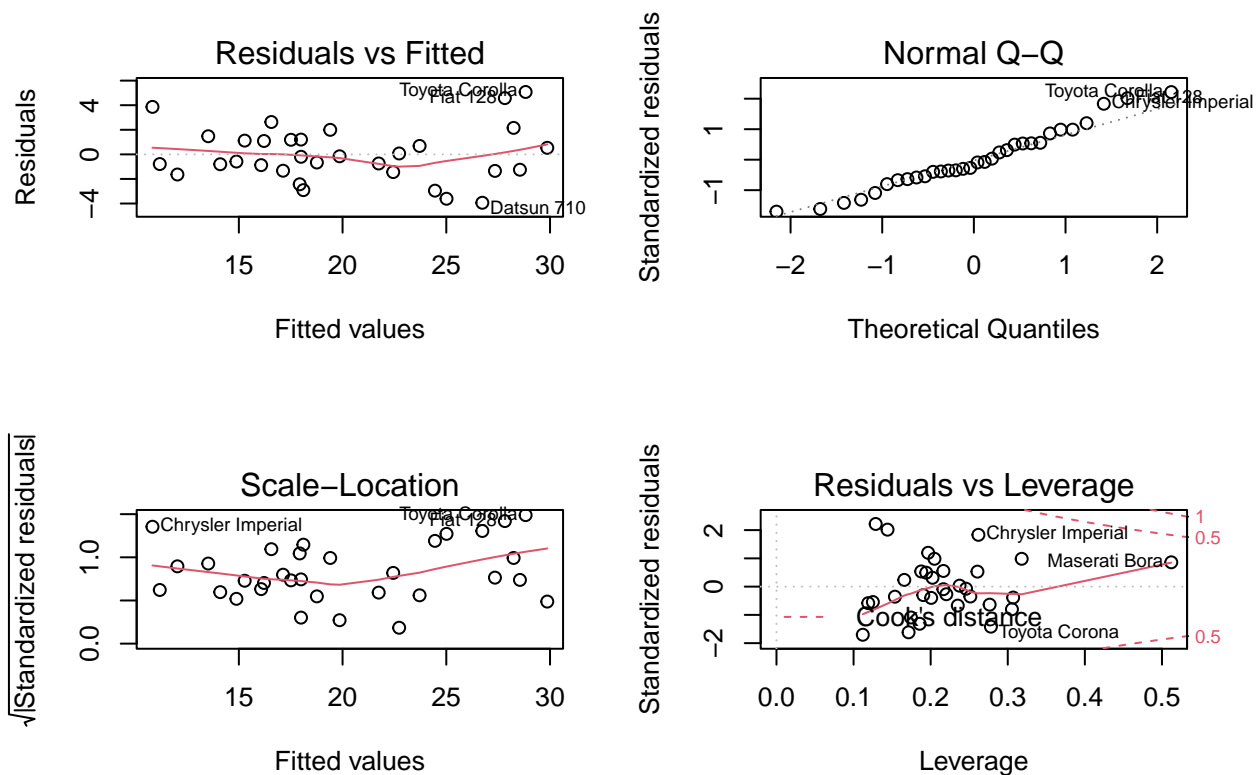 Residuals vs Fitted
Residuals
4
0
−4
Toyota Corolla
Fiat 128
Datsun 710
15
20
25
30
Fitted values
Normal Q−Q
Standardized residuals
1
−1
Toyota Corolla
Fiat 128
Chrysler Imperial
−2
−1
0
1
2
Theoretical Quantiles
Scale−Location
√|Standardized residuals|
1.0
0.0
Chrysler Imperial
Toyota Corolla
Fiat 128
15
20
25
30
Fitted values
Residuals vs Leverage
Standardized residuals
2
0
−2
Chrysler Imperial
Maserati Bora
Toyota Corona
Cook's distance
1
0.5
0.5
0.0
0.1
0.2
0.3
0.4
0.5
Leverage